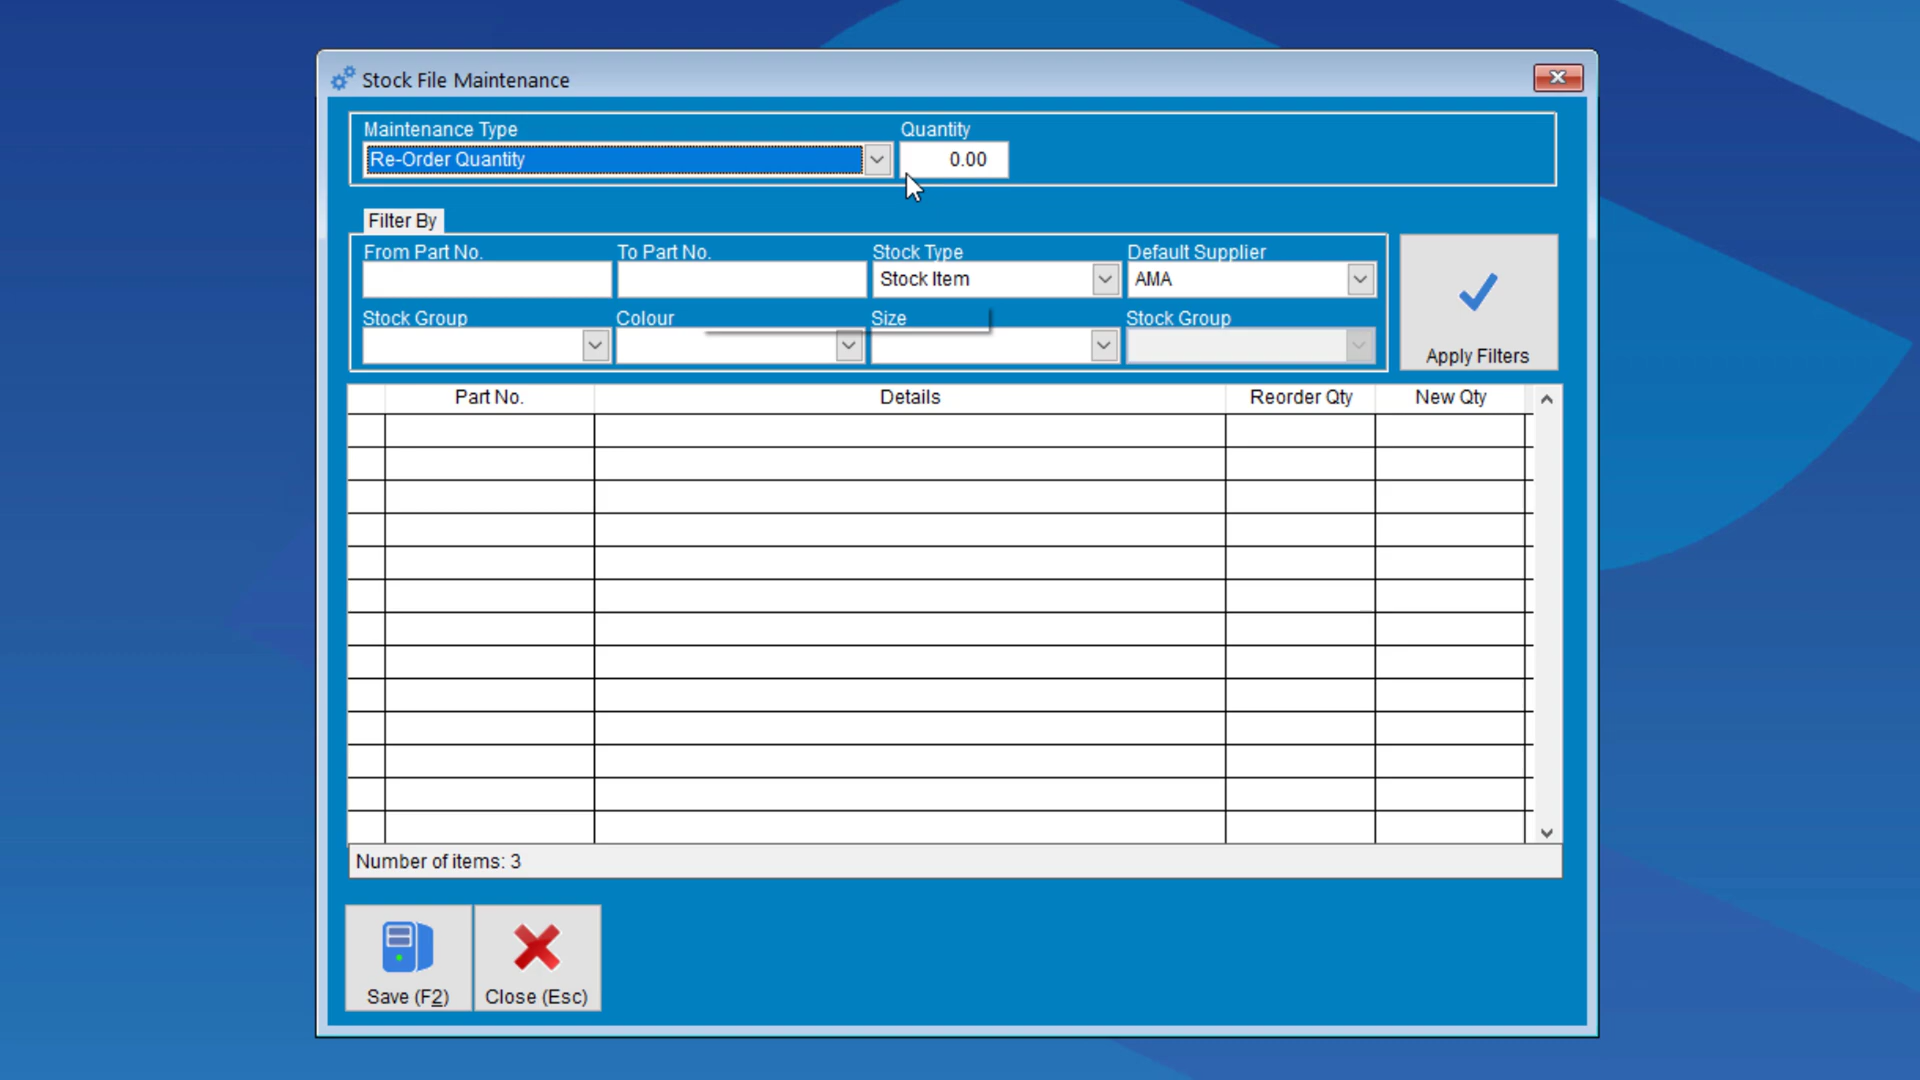 Stock File Maintenance
Maintenance Type Quantity
Re-Order Quantity 0.00
Filter By
From Part No. To Part No. Stock Type Default Supplier
Stock Item AMA
Stock Group Colour Size Stock Group
Apply Filters
Part No. Details Reorder Qty New Qty
Number of items: 3
Save (F2) Close (Esc)